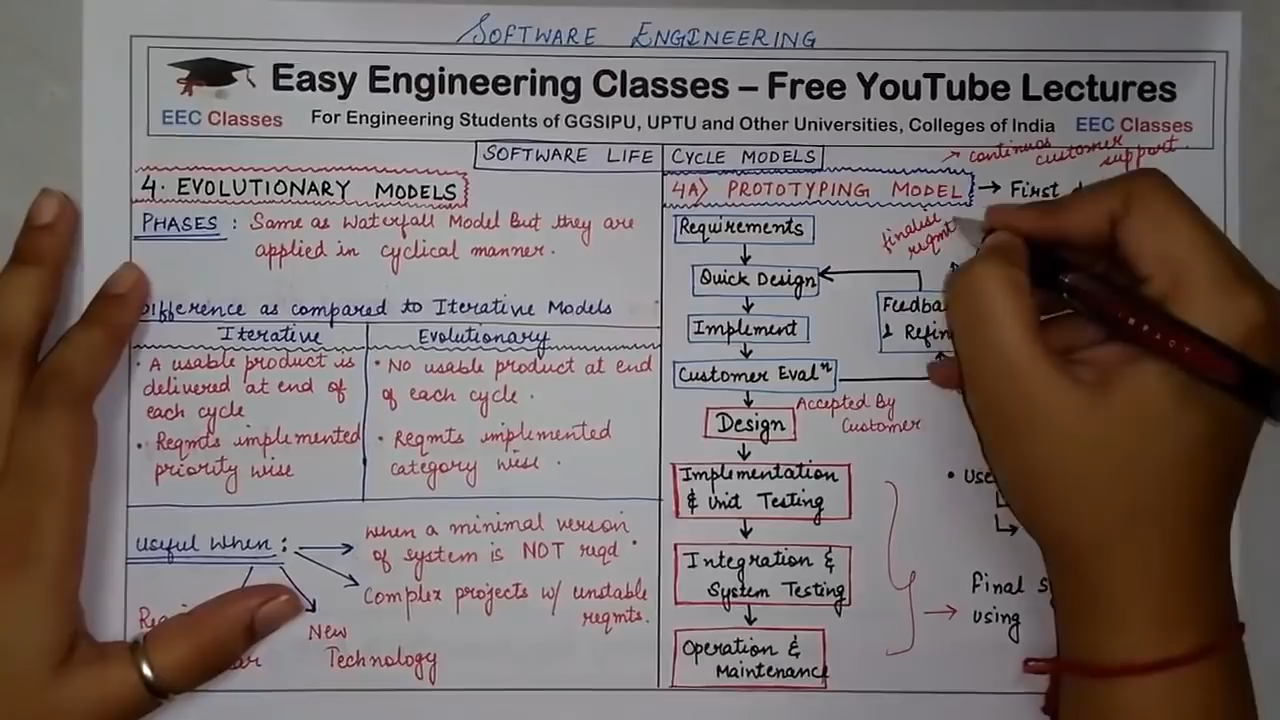 SOFTWARE ENGINEERING
Easy Engineering Classes – Free YouTube Lectures
EEC Classes For Engineering Students of GGSIPU, UPTU and Other Universities, Colleges of India EEC Classes
SOFTWARE LIFE CYCLE MODELS
→ continuos customer
support
4. EVOLUTIONARY MODELS
PHASES : Same as Waterfall Model But they are
applied in cyclical manner.
Difference as compared to Iterative Models
Iterative
• A usable product is
delivered at end of
each cycle
• Reqmts implemented
priority wise
Evolutionary
• No usable product at end
of each cycle.
• Reqmts implemented
category wise.
Useful When :
When a minimal verson
of system is NOT reqd.
Complex projects w/ unstable
reqmts.
New
Technology
4A> PROTOTYPING MODEL → First
finalise
reqmt
Requirements
Quick Design
Implement
Customer Evalⁿ
Feedba
& Refin
Accepted By
Customer
Design
Implementation
& Unit Testing
Integration &
System Testing
Operation &
Maintenance
• Use
Final s
using